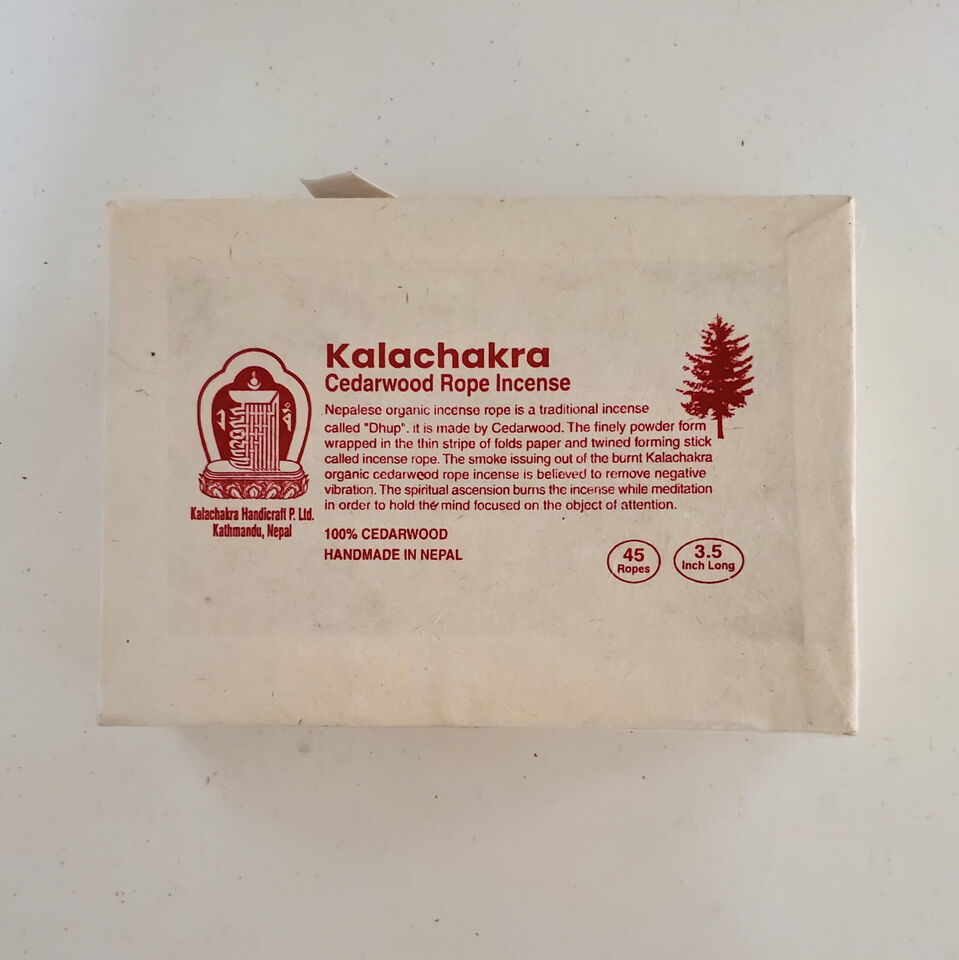 Kalachakra
Cedarwood Rope Incense
Nepalese organic incense rope is a traditional incense
called "Dhup". it is made by Cedarwood. The finely powder form
wrapped in the thin stripe of folds paper and twined forming stick
called incense rope. The smoke issuing out of the burnt Kalachakra
organic cedarwood rope incense is believed to remove negative
vibration. The spiritual ascension burns the incense while meditation
in order to hold the mind focused on the object of attention.
Kalachakra Handicraft P. Ltd.
Kathmandu, Nepal
100% CEDARWOOD
HANDMADE IN NEPAL
45
Ropes
3.5
Inch Long